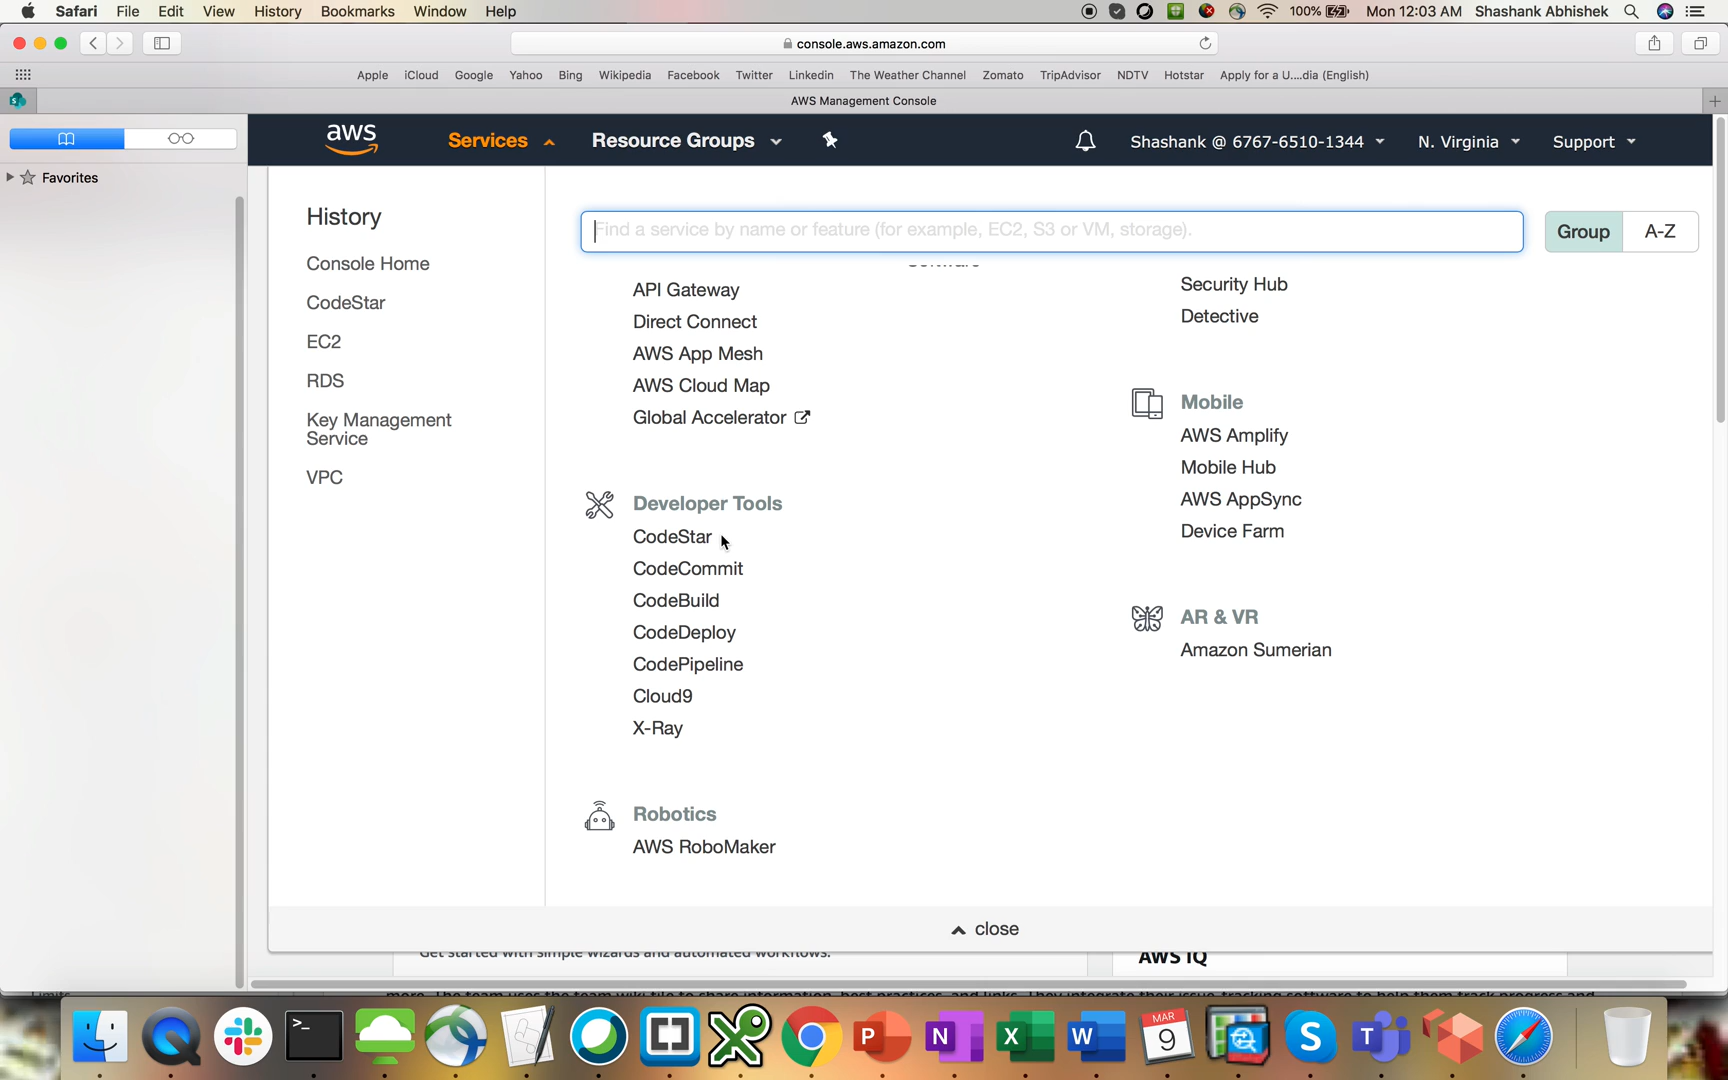 Safari File Edit View History Bookmarks Window Help 100% Mon 12:03 AM Shashank Abhishek
console.aws.amazon.com
Apple iCloud Google Yahoo Bing Wikipedia Facebook Twitter Linkedin The Weather Channel Zomato TripAdvisor NDTV Hotstar Apply for a U....dia (English)
AWS Management Console
aws Services Resource Groups Shashank @ 6767-6510-1344 N. Virginia Support
Favorites
History
Console Home
CodeStar
EC2
RDS
Key Management
Service
VPC
Find a service by name or feature (for example, EC2, S3 or VM, storage).
Group A-Z
API Gateway
Direct Connect
AWS App Mesh
AWS Cloud Map
Global Accelerator
Developer Tools
CodeStar
CodeCommit
CodeBuild
CodeDeploy
CodePipeline
Cloud9
X-Ray
Robotics
AWS RoboMaker
Security Hub
Detective
Mobile
AWS Amplify
Mobile Hub
AWS AppSync
Device Farm
AR & VR
Amazon Sumerian
close
Get started with simple wizards and automated workflows.
AWS IQ
MAR
9